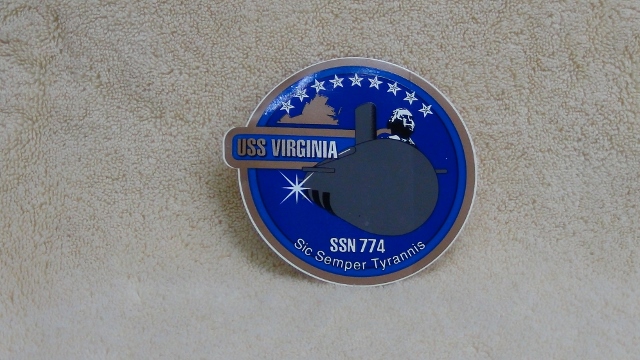 USS VIRGINIA
SSN 774
Sic Semper Tyrannis